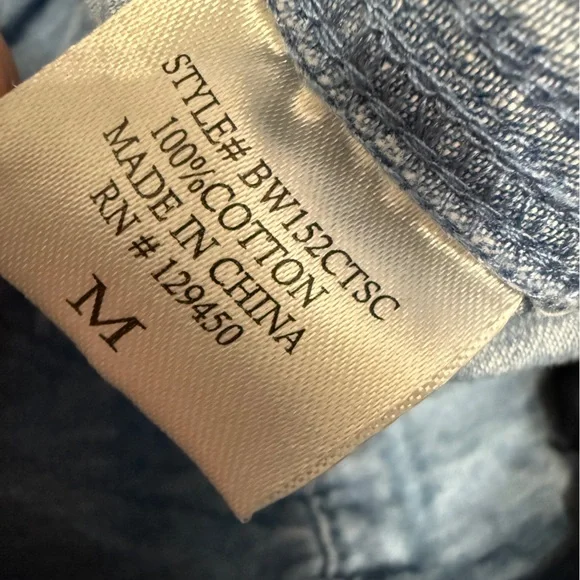 STYLE# BW152CTSC
100%COTTON
MADE IN CHINA
RN # 129450
M